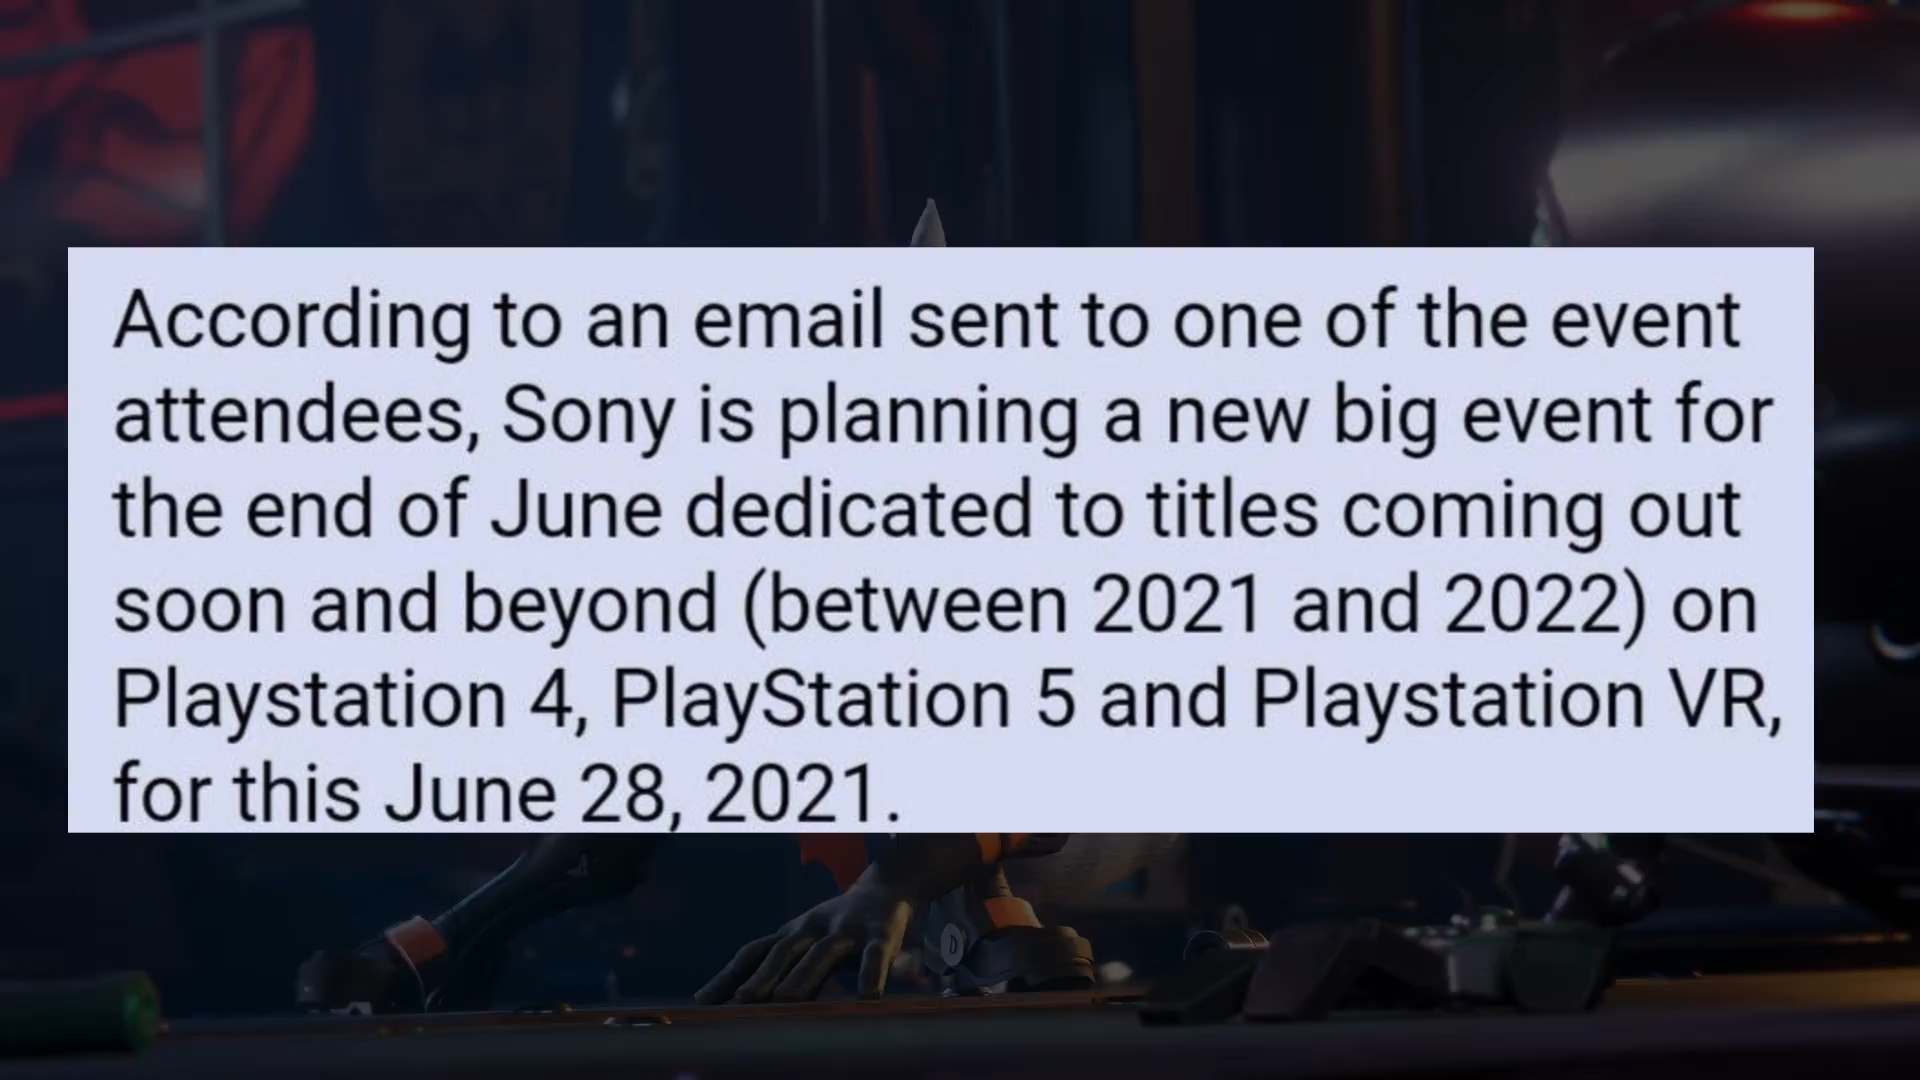 According to an email sent to one of the event
attendees, Sony is planning a new big event for
the end of June dedicated to titles coming out
soon and beyond (between 2021 and 2022) on
Playstation 4, PlayStation 5 and Playstation VR,
for this June 28, 2021.
D